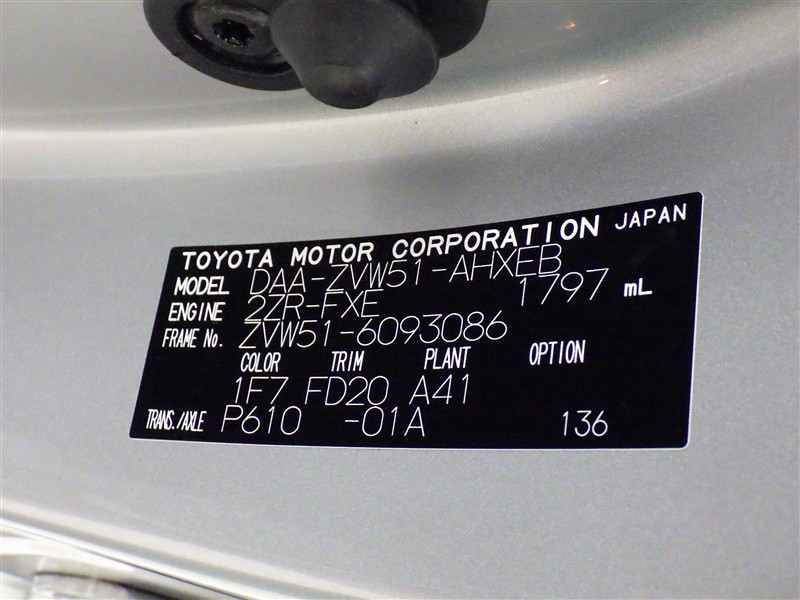 TOYOTA MOTOR CORPORATION JAPAN
MODEL DAA-ZVW51-AHXEB
ENGINE 2ZR-FXE 1797 mL
FRAME No. ZVW51-6093086
COLOR TRIM PLANT OPTION
1F7 FD20 A41
TRANS./AXLE P610 -01A 136